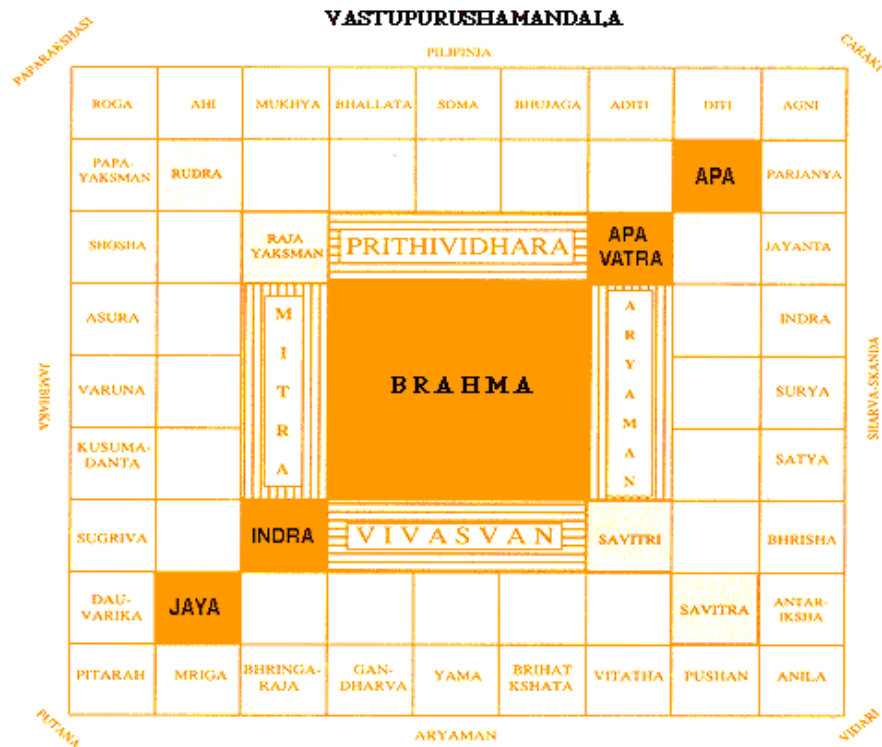 VASTUPURUSHAMANDALA
PAPARAKSHASI
PILIPINJA
CARAKI
ROGA AHI MUKHYA BHALLATA SOMA BHUJAGA ADITI DITI AGNI
PAPA-
YAKSMAN
RUDRA
APA
PARJANYA
SHOSHA
RAJA
YAKSMAN
PRITHIVIDHARA
APA
VATRA
JAYANTA
ASURA
MITRA
ARYAMAN
INDRA
JAMBHAKA
VARUNA
BRAHMA
SURYA
SHARVA-SKANDA
KUSUMA-
DANTA
SATYA
SUGRIVA
INDRA
VIVASVAN
SAVITRI
BHRISHA
DAU-
VARIKA
JAYA
SAVITRA
ANTAR-
IKSHA
PITARAH
MRIGA
BHRINGA-
RAJA
GAN-
DHARVA
YAMA
BRIHAT
KSHATA
VITATHA
PUSHAN
ANILA
PUTANA
ARYAMAN
VIDARI